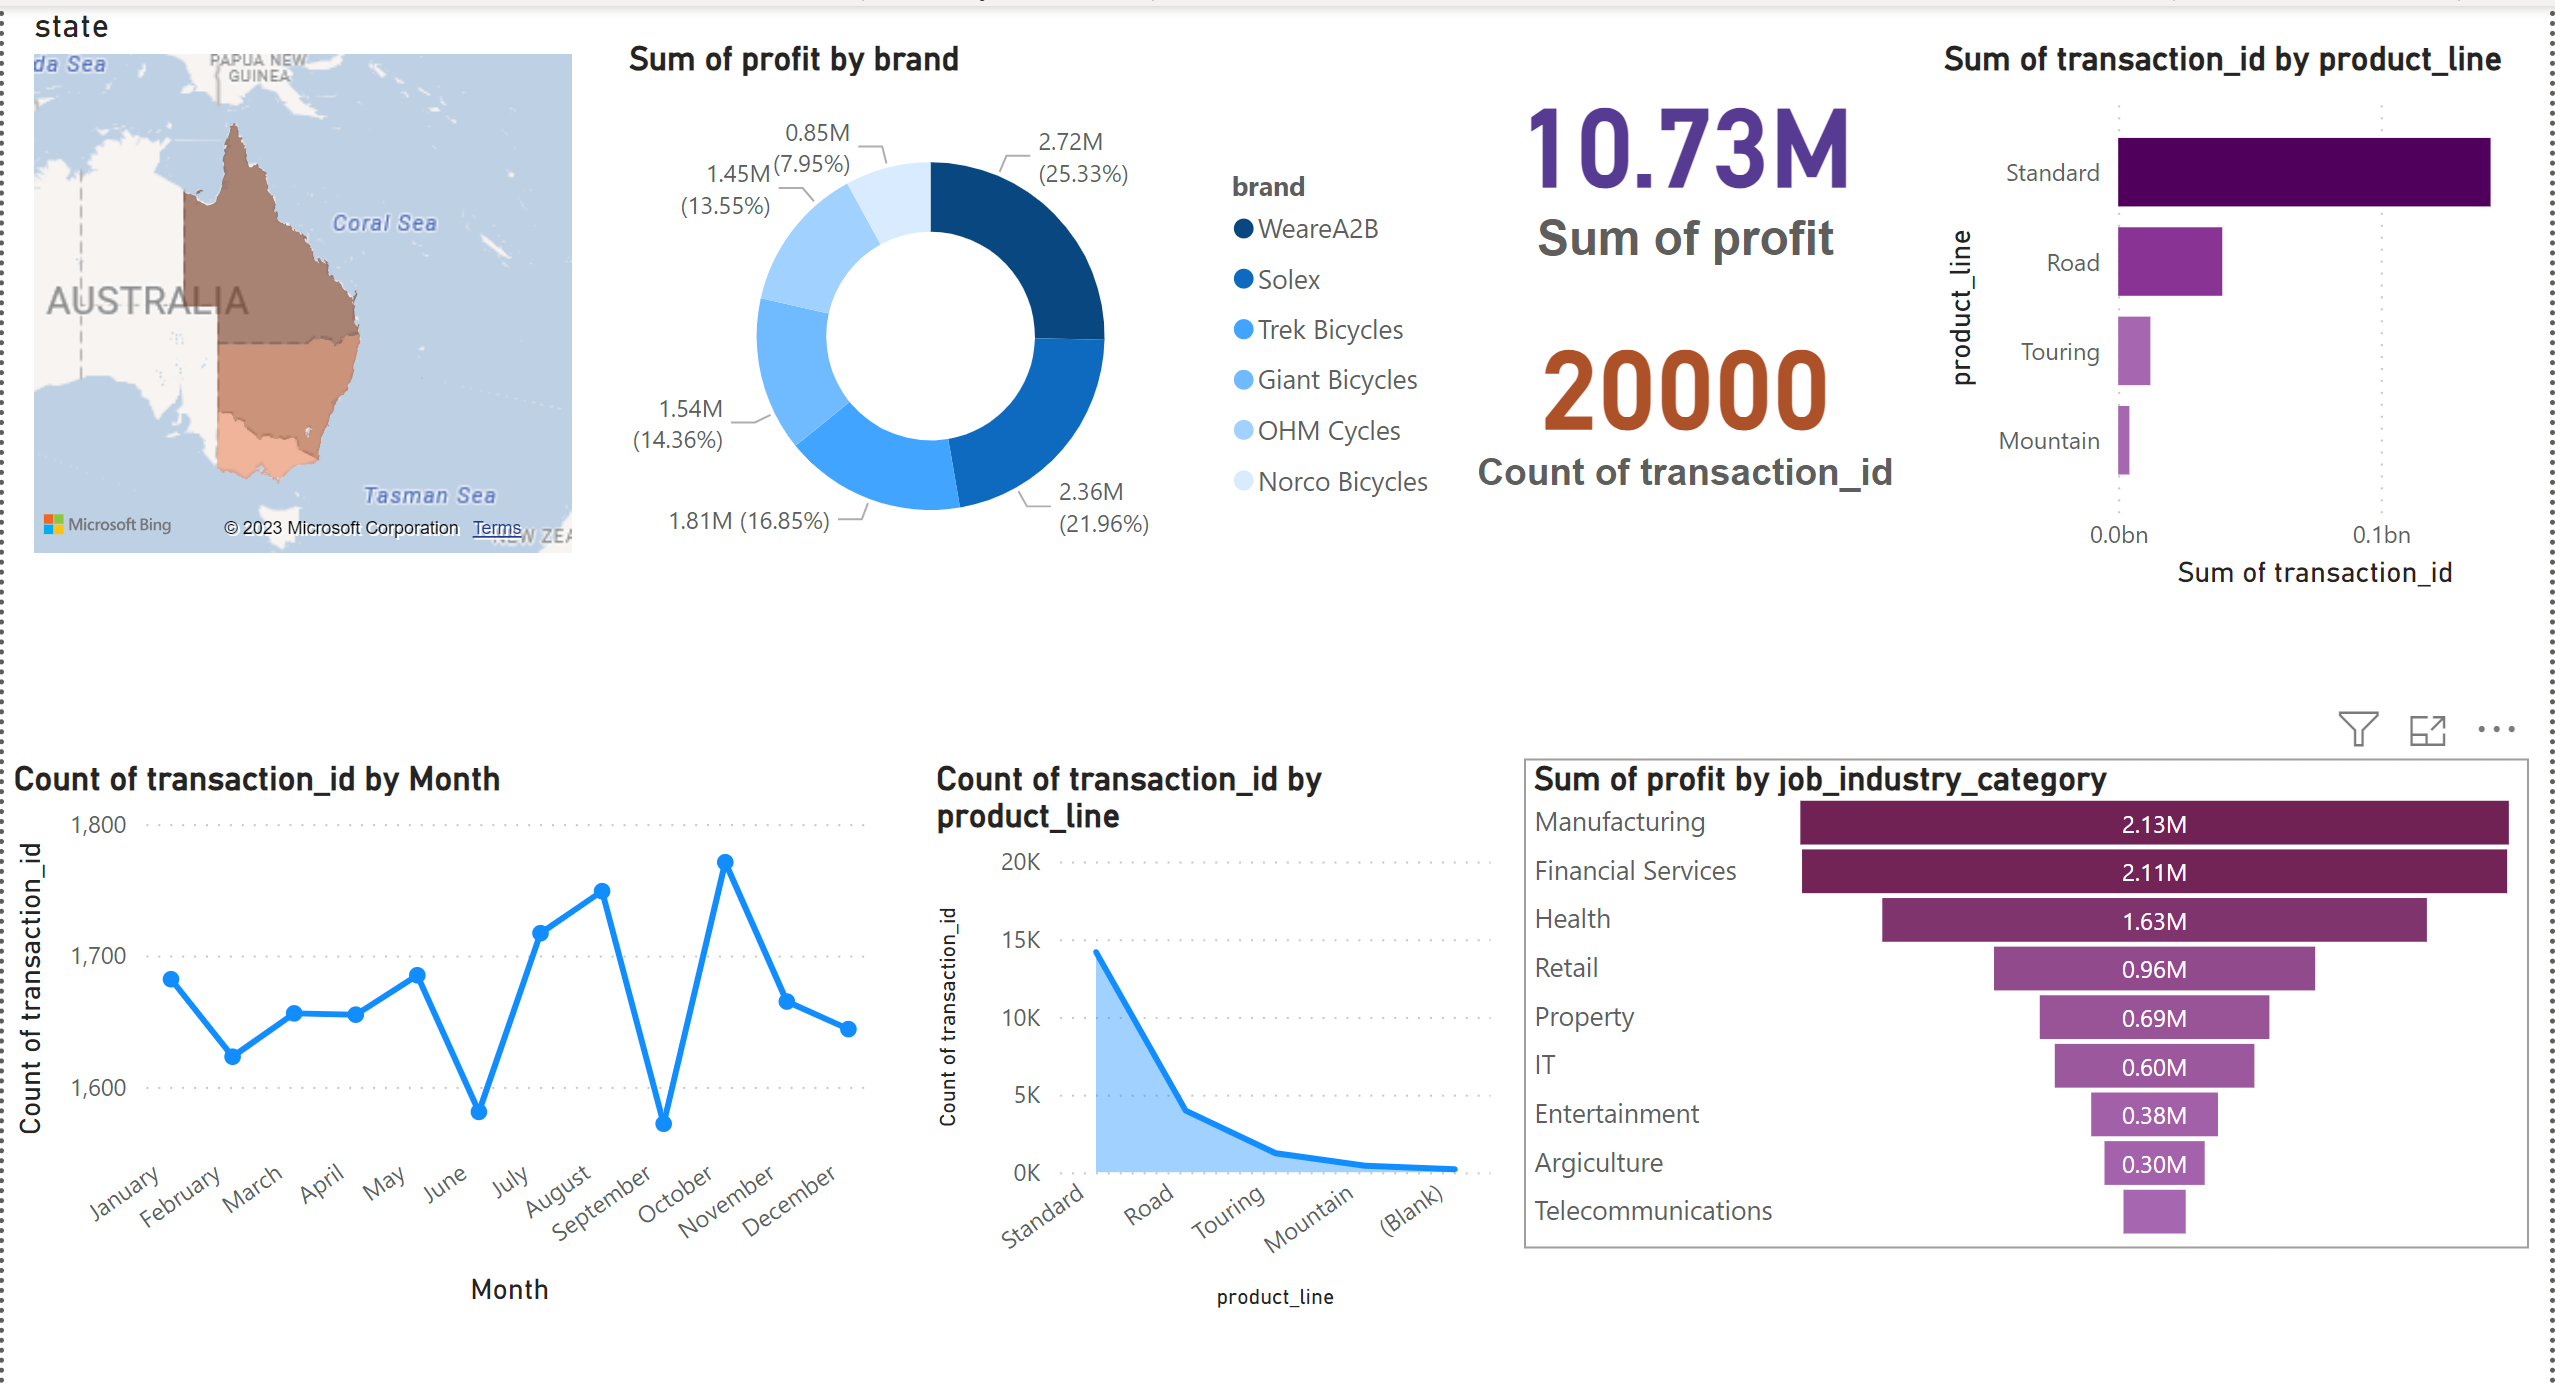 state
da Sea
PAPUA NEW
GUINEA
Coral Sea
AUSTRALIA
Tasman Sea
Microsoft Bing
© 2023 Microsoft Corporation Terms
NEW ZEA
Sum of profit by brand
0.85M
(7.95%)
2.72M
(25.33%)
1.45M
(13.55%)
1.54M
(14.36%)
1.81M (16.85%)
2.36M
(21.96%)
brand
WeareA2B
Solex
Trek Bicycles
Giant Bicycles
OHM Cycles
Norco Bicycles
10.73M
Sum of profit
20000
Count of transaction_id
Sum of transaction_id by product_line
product_line
Standard
Road
Touring
Mountain
0.0bn
0.1bn
Sum of transaction_id
Count of transaction_id by Month
Count of transaction_id
1,800
1,700
1,600
January
February
March
April
May
June
July
August
September
October
November
December
Month
Count of transaction_id by
product_line
Count of transaction_id
20K
15K
10K
5K
0K
Standard
Road
Touring
Mountain
(Blank)
product_line
Sum of profit by job_industry_category
Manufacturing
2.13M
Financial Services
2.11M
Health
1.63M
Retail
0.96M
Property
0.69M
IT
0.60M
Entertainment
0.38M
Argiculture
0.30M
Telecommunications